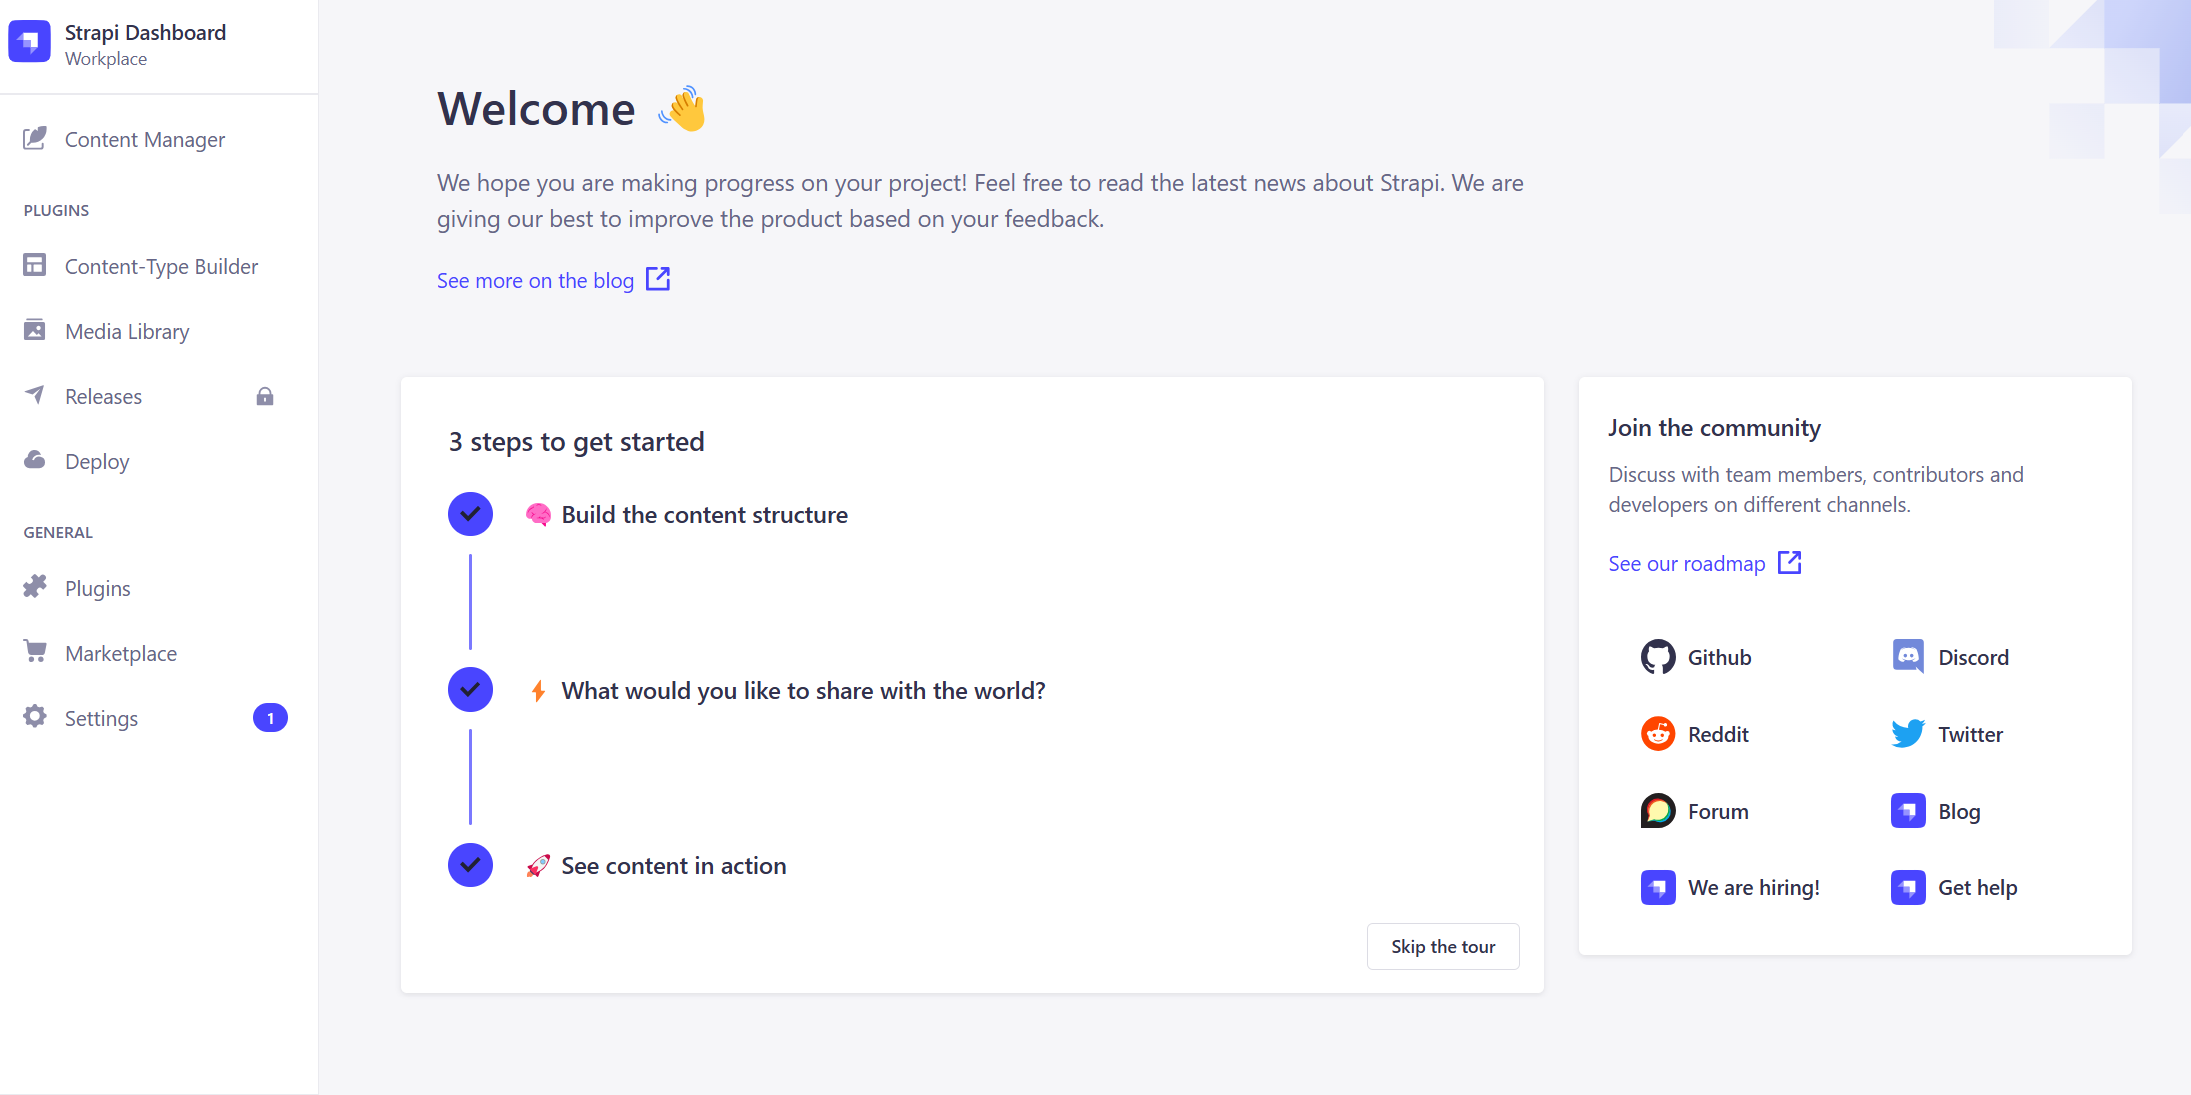 Strapi Dashboard
Workplace
Content Manager
PLUGINS
Content-Type Builder
Media Library
Releases
Deploy
GENERAL
Plugins
Marketplace
Settings
1
Welcome
We hope you are making progress on your project! Feel free to read the latest news about Strapi. We are
giving our best to improve the product based on your feedback.
See more on the blog
3 steps to get started
Build the content structure
What would you like to share with the world?
See content in action
Skip the tour
Join the community
Discuss with team members, contributors and
developers on different channels.
See our roadmap
Github
Discord
Reddit
Twitter
Forum
Blog
We are hiring!
Get help